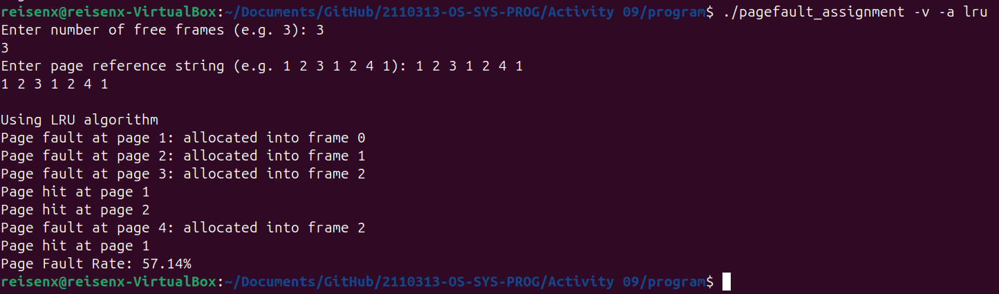 reisenx@reisenx-VirtualBox:~/Documents/GitHub/2110313-OS-SYS-PROG/Activity 09/program$ ./pagefault_assignment -v -a lru
Enter number of free frames (e.g. 3): 3
3
Enter page reference string (e.g. 1 2 3 1 2 4 1): 1 2 3 1 2 4 1
1 2 3 1 2 4 1

Using LRU algorithm
Page fault at page 1: allocated into frame 0
Page fault at page 2: allocated into frame 1
Page fault at page 3: allocated into frame 2
Page hit at page 1
Page hit at page 2
Page fault at page 4: allocated into frame 2
Page hit at page 1
Page Fault Rate: 57.14%
reisenx@reisenx-VirtualBox:~/Documents/GitHub/2110313-OS-SYS-PROG/Activity 09/program$